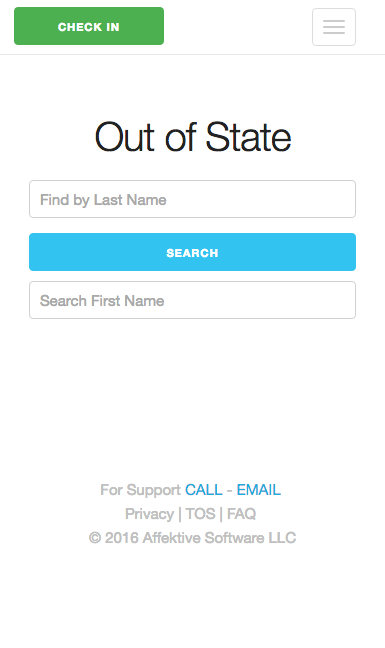 CHECK IN
Out of State
Find by Last Name
SEARCH
Search First Name
For Support CALL - EMAIL
Privacy | TOS | FAQ
© 2016 Affektive Software LLC